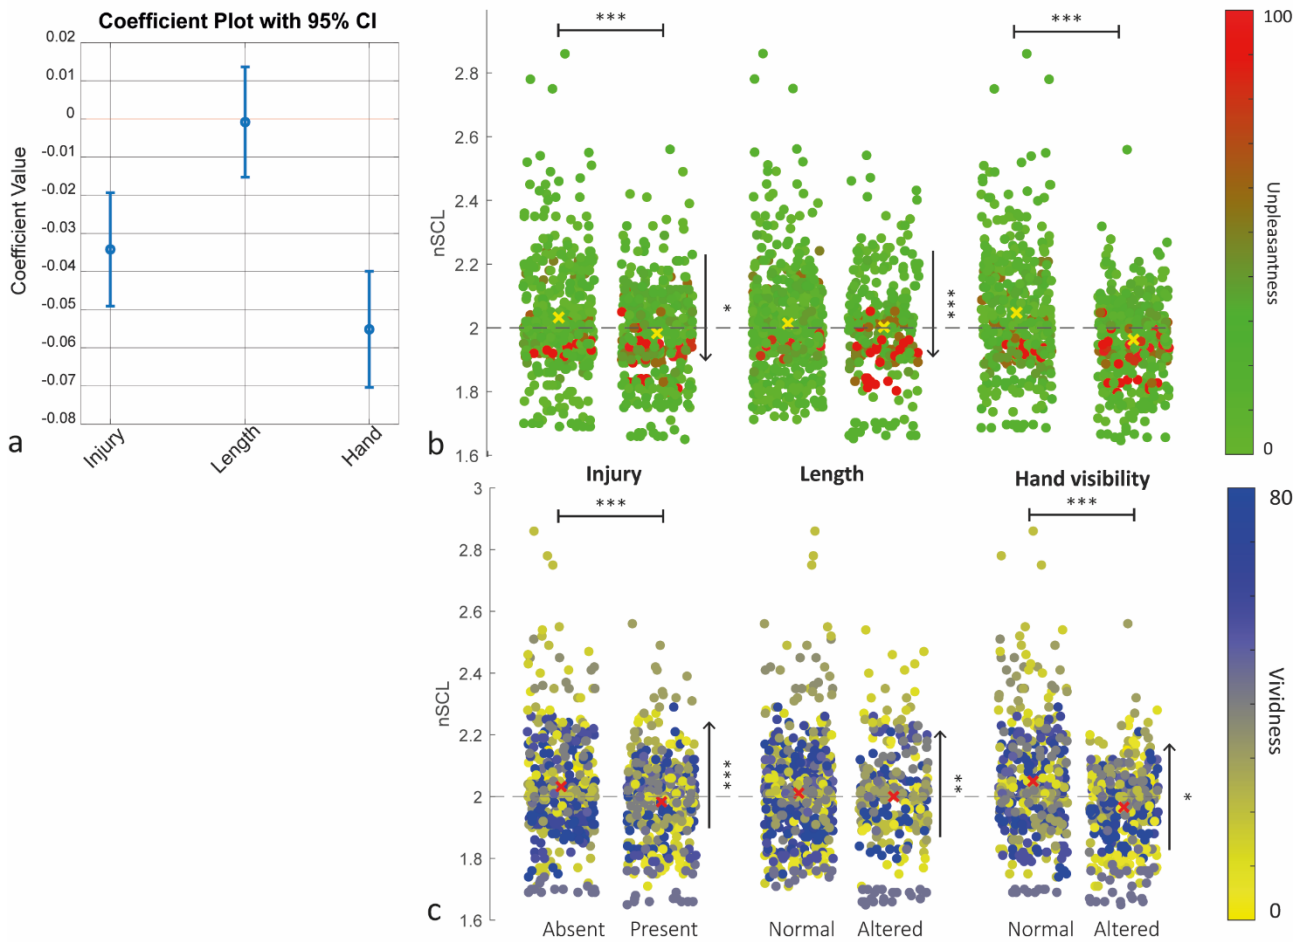 Coefficient Plot with 95% CI
0.02
0.01
0
-0.01
-0.02
-0.03
-0.04
-0.05
-0.06
-0.07
-0.08
Coefficient Value
Injury
Length
Hand
a
***
***
2.8
2.6
2.4
2.2
2
1.8
1.6
nSCL
*
***
b
100
Unpleasantness
0
Injury
Length
Hand visibility
***
***
3
2.8
2.6
2.4
2.2
2
1.8
1.6
nSCL
***
**
*
c
Absent
Present
Normal
Altered
Normal
Altered
80
Vividness
0